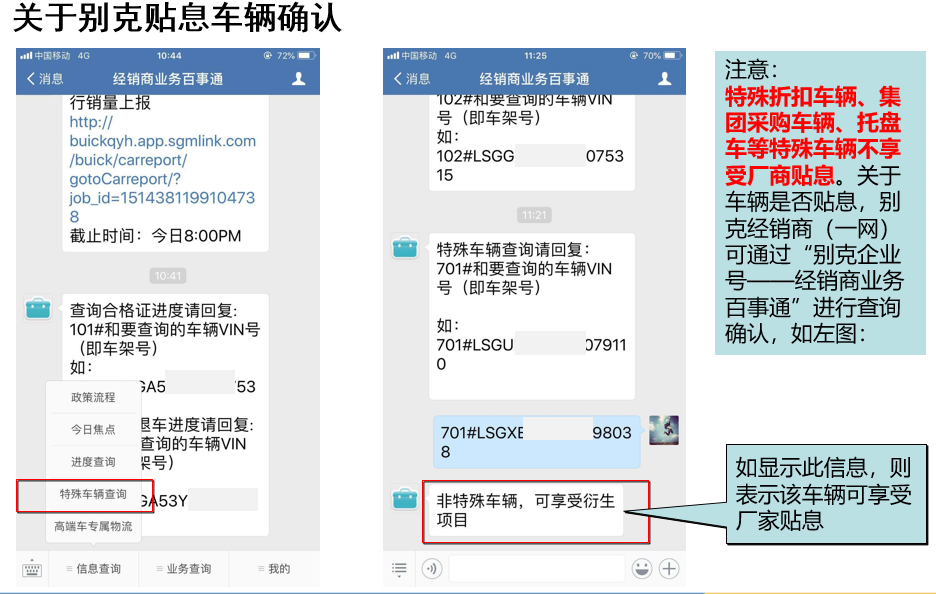 关于别克贴息车辆确认
中国移动 4G 10:44 72%
消息 经销商业务百事通
行销量上报
http://
buickqyh.app.sgmlink.com
/buick/carreport/
gotoCarreport/?
job_id=151438119910473
8
截止时间：今日8:00PM
10:41
查询合格证进度请回复:
101#和要查询的车辆VIN号
（即车架号）
如：
GA5 53
退车进度请回复:
查询的车辆VIN
架号）
GA53Y
政策流程
今日焦点
进度查询
特殊车辆查询
高端车专属物流
信息查询 业务查询 我的
中国移动 4G 11:25 70%
消息 经销商业务百事通
102#和要查询的车辆VIN
号（即车架号）
如：
102#LSGG 0753
15
11:21
特殊车辆查询请回复：
701#和要查询的车辆VIN
号（即车架号）
如：
701#LSGU 07911
0
701#LSGXE 9803
8
非特殊车辆，可享受衍生
项目
注意：
特殊折扣车辆、集
团采购车辆、托盘
车等特殊车辆不享
受厂商贴息。关于
车辆是否贴息，别
克经销商（一网）
可通过“别克企业
号——经销商业务
百事通”进行查询
确认，如左图：
如显示此信息，则
表示该车辆可享受
厂家贴息